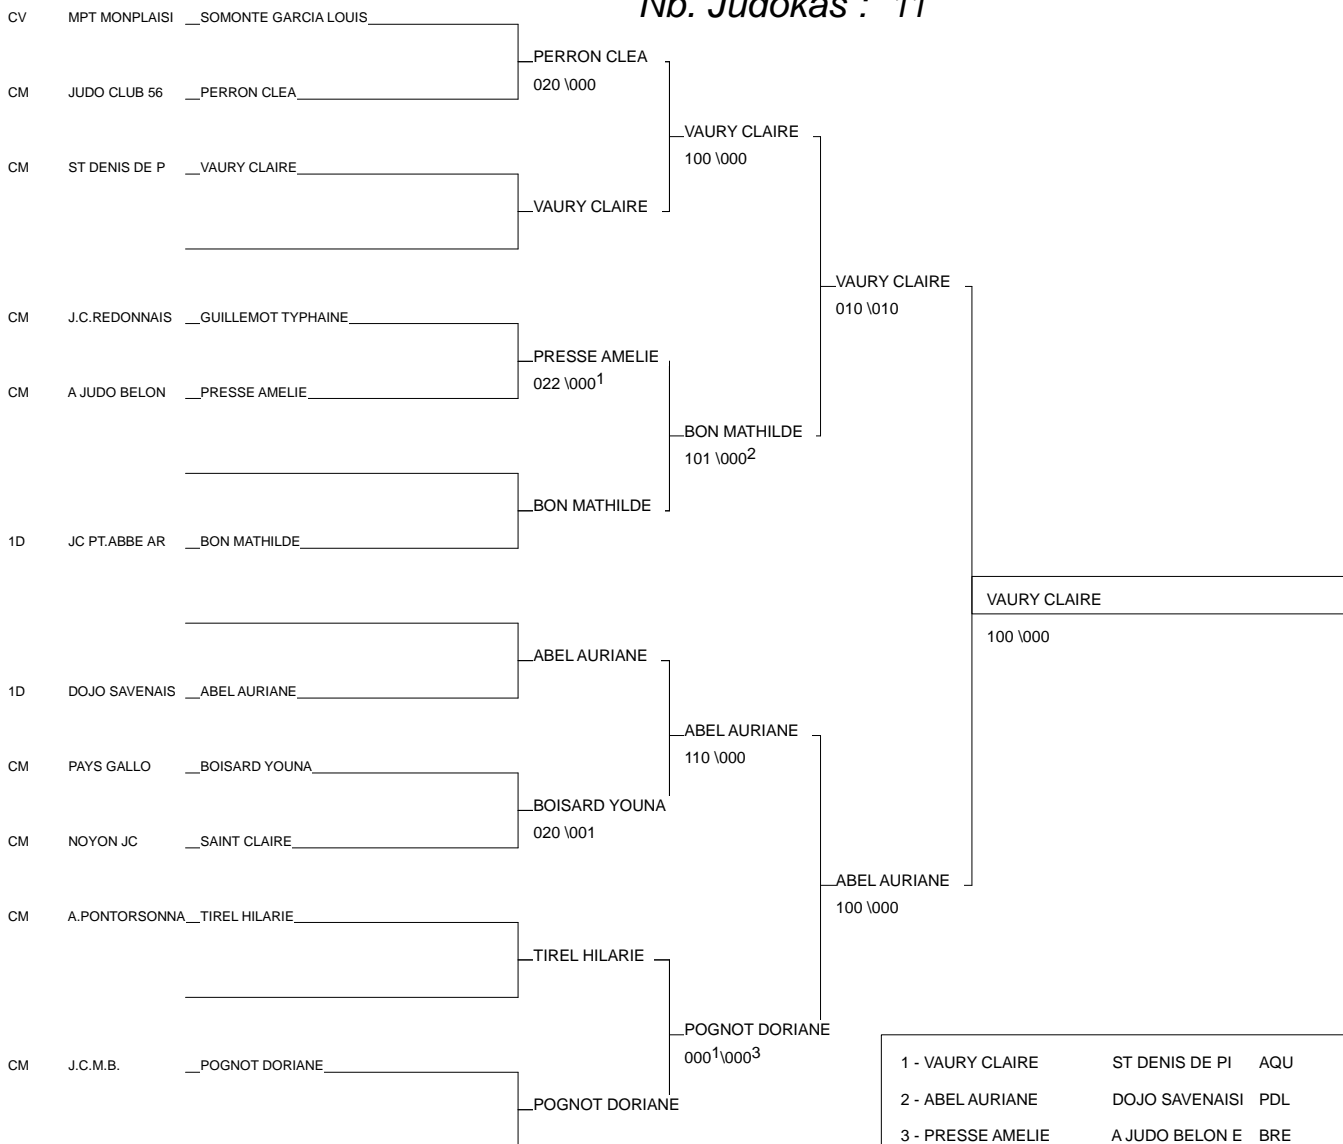 Nb. Judokas : 11
CV MPT MONPLAISI SOMONTE GARCIA LOUIS
PERRON CLEA
020 \000
CM JUDO CLUB 56 PERRON CLEA
VAURY CLAIRE
100 \000
CM ST DENIS DE P VAURY CLAIRE
VAURY CLAIRE
VAURY CLAIRE
010 \010
CM J.C.REDONNAIS GUILLEMOT TYPHAINE
PRESSE AMELIE
022 \0001
CM A JUDO BELON PRESSE AMELIE
BON MATHILDE
101 \0002
BON MATHILDE
1D JC PT.ABBE AR BON MATHILDE
VAURY CLAIRE
100 \000
ABEL AURIANE
1D DOJO SAVENAIS ABEL AURIANE
ABEL AURIANE
110 \000
CM PAYS GALLO BOISARD YOUNA
BOISARD YOUNA
020 \001
CM NOYON JC SAINT CLAIRE
ABEL AURIANE
100 \000
CM A.PONTORSONNA TIREL HILARIE
TIREL HILARIE
POGNOT DORIANE
0001\0003
CM J.C.M.B. POGNOT DORIANE
POGNOT DORIANE
1 - VAURY CLAIRE ST DENIS DE PI AQU
2 - ABEL AURIANE DOJO SAVENAISI PDL
3 - PRESSE AMELIE A JUDO BELON E BRE